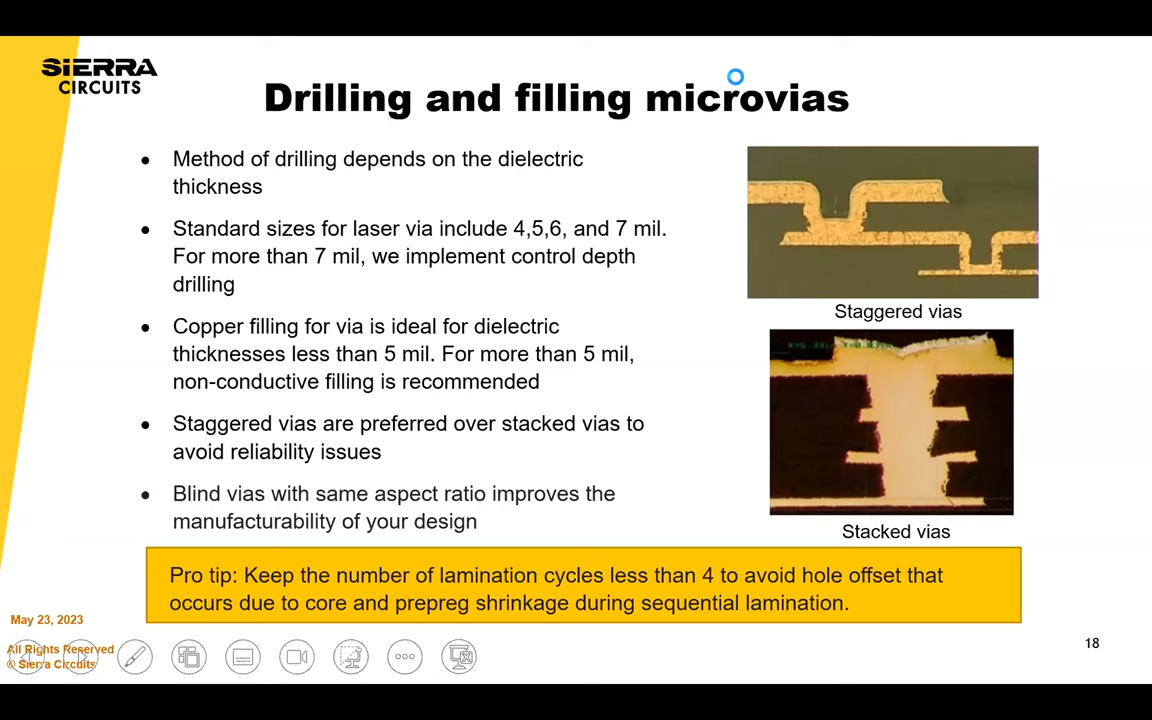 SIERRA
CIRCUITS
Drilling and filling microvias
• Method of drilling depends on the dielectric
thickness
• Standard sizes for laser via include 4,5,6, and 7 mil.
For more than 7 mil, we implement control depth
drilling
• Copper filling for via is ideal for dielectric
thicknesses less than 5 mil. For more than 5 mil,
non-conductive filling is recommended
• Staggered vias are preferred over stacked vias to
avoid reliability issues
• Blind vias with same aspect ratio improves the
manufacturability of your design
Staggered vias
Stacked vias
Pro tip: Keep the number of lamination cycles less than 4 to avoid hole offset that
occurs due to core and prepreg shrinkage during sequential lamination.
May 23, 2023
All Rights Reserved
© Sierra Circuits
18